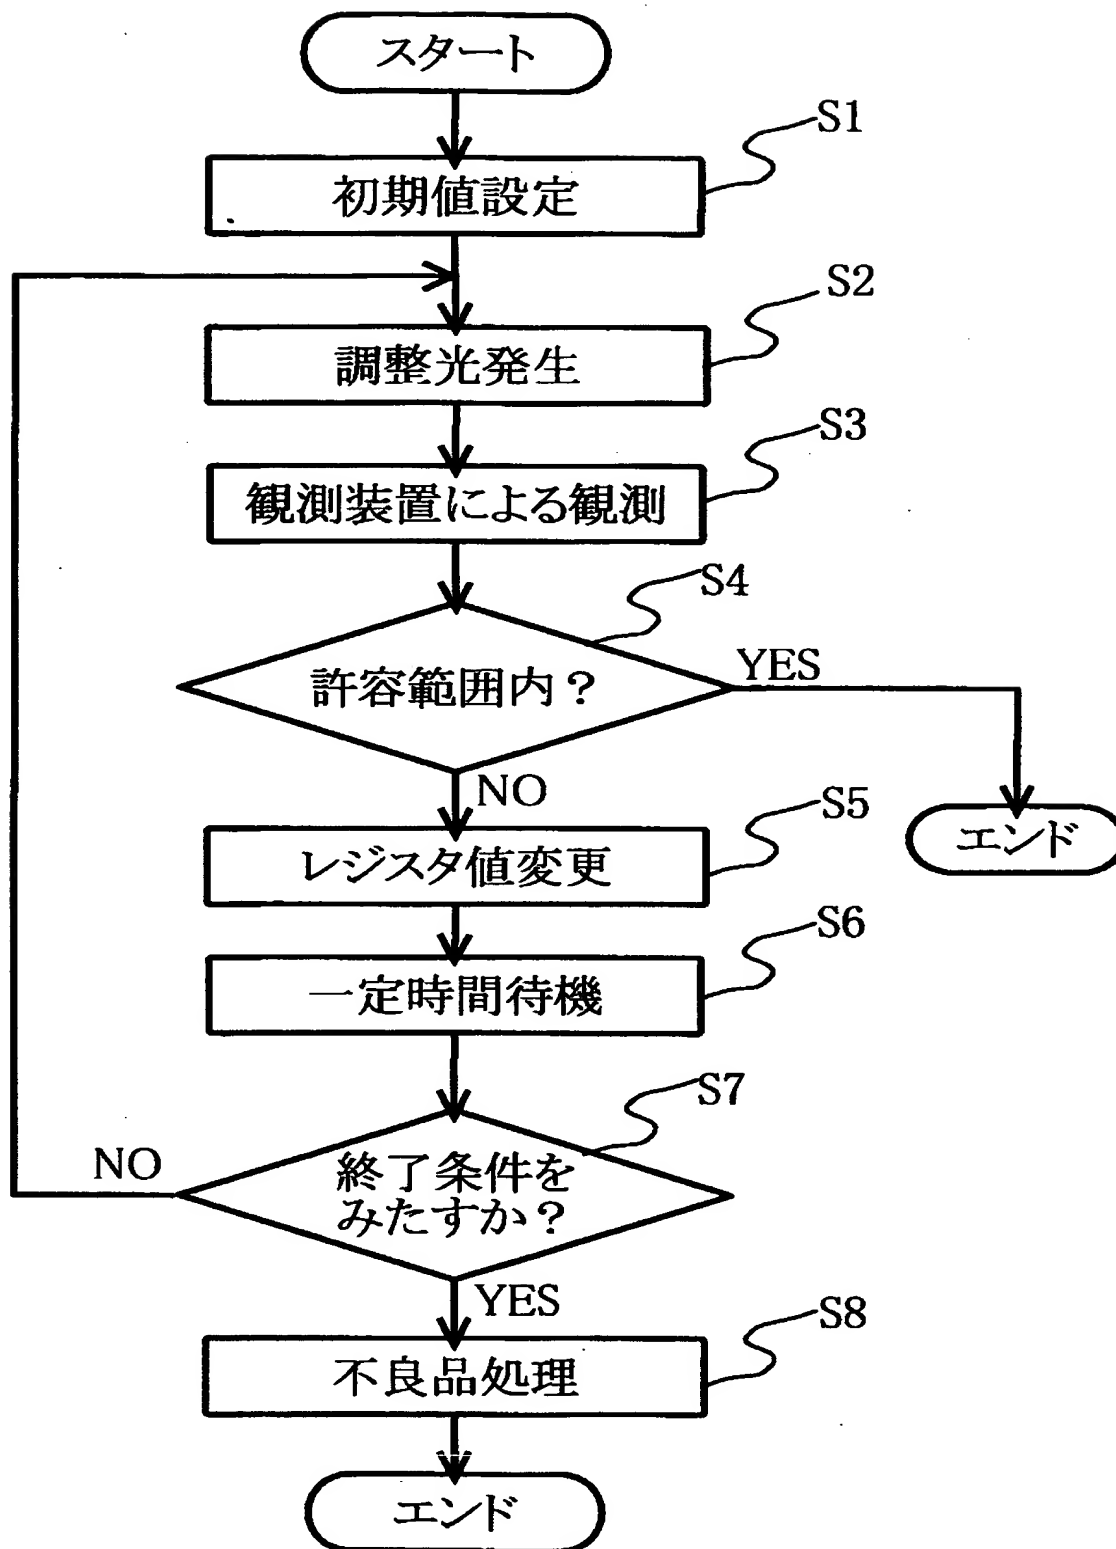 スタート
S1
初期値設定
S2
調整光発生
S3
観測装置による観測
S4
許容範囲内？
YES
NO
エンド
S5
レジスタ値変更
S6
一定時間待機
S7
終了条件を
みたすか？
NO
YES
S8
不良品処理
エンド